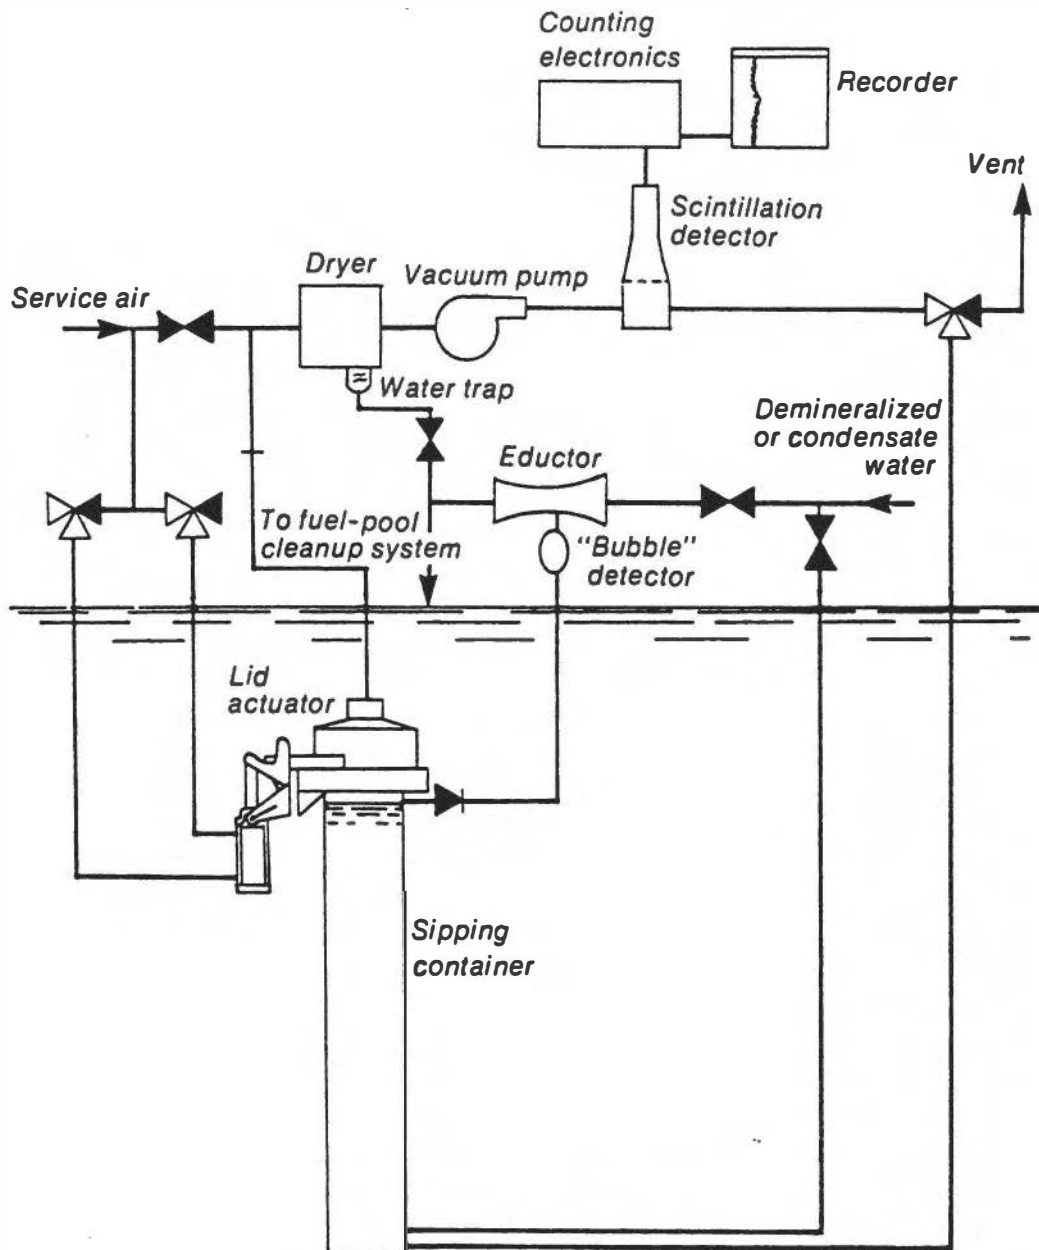 Counting
electronics
Recorder
Vent
Scintillation
detector
Dryer
Vacuum pump
Service air
Water trap
Demineralized
or condensate
water
Eductor
To fuel-pool
cleanup system
"Bubble"
detector
Lid
actuator
Sipping
container